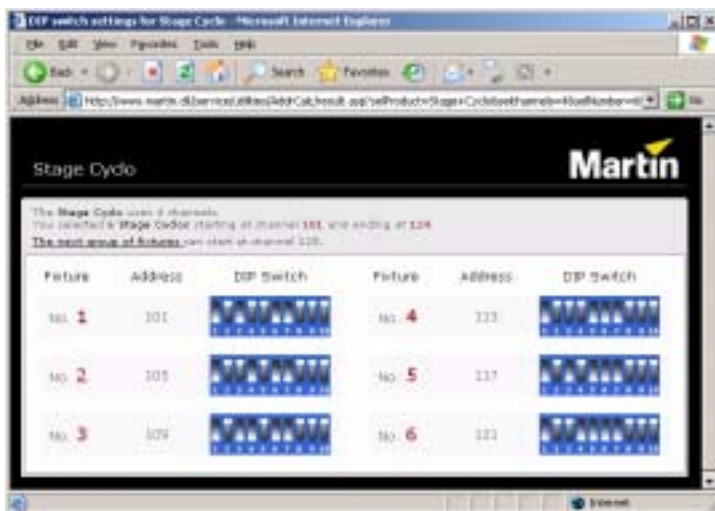 DIP switch settings for Stage Cyclo - Microsoft Internet Explorer
File Edit View Favorites Tools Help
Back Search Favorites
Address
Stage Cyclo
Martin
The Stage Cyclo uses 4 channels.
You selected 6 Stage Cyclos starting at channel 101 and ending at 124
The next group of fixtures can start at channel 125.
Fixture Address DIP Switch Fixture Address DIP Switch
No. 1 101 No. 4 113
No. 2 105 No. 5 117
No. 3 109 No. 6 121
Internet